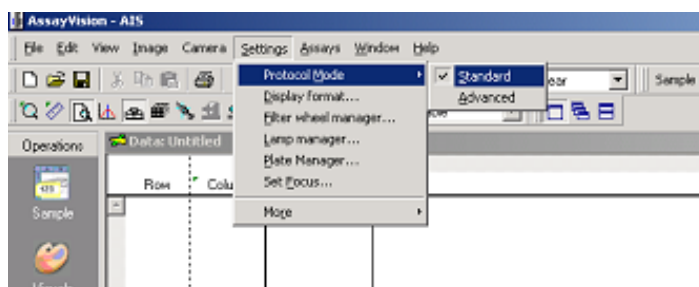 AssayVision - AIS
File Edit View Image Camera Settings Assays Window Help
Protocol Mode
Standard
Sample
Display format....
Advanced
Filter wheel manager...
Lamp manager...
Operations
Data: Untitled
Plate Manager...
Row
Set Focus...
Sample
More